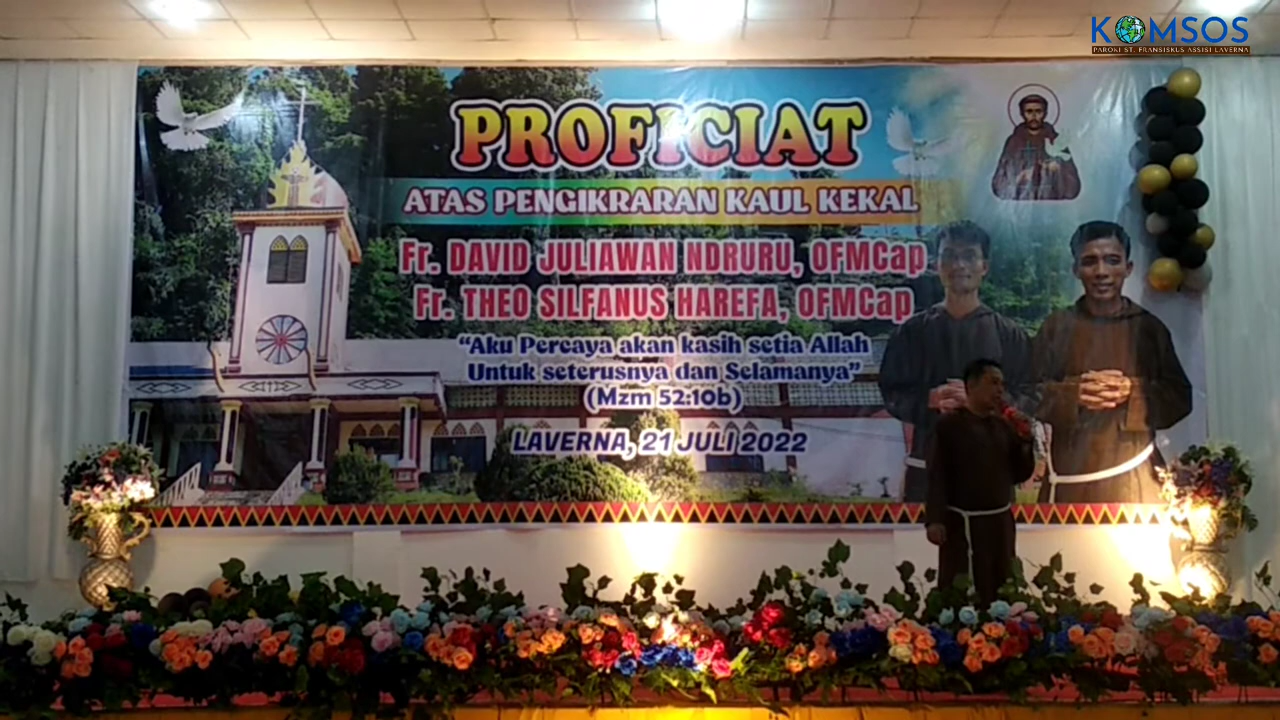 KOMSOS
PAROKI ST. FRANSISKUS ASSISI LAVERNA
PROFICIAT
ATAS PENGIKRARAN KAUL KEKAL
Fr. DAVID JULIAWAN NDRURU, OFMCap
Fr. THEO SILFANUS HAREFA, OFMCap
"Aku Percaya akan kasih setia Allah
Untuk seterusnya dan Selamanya"
(Mzm 52:10b)
LAVERNA, 21 JULI 2022